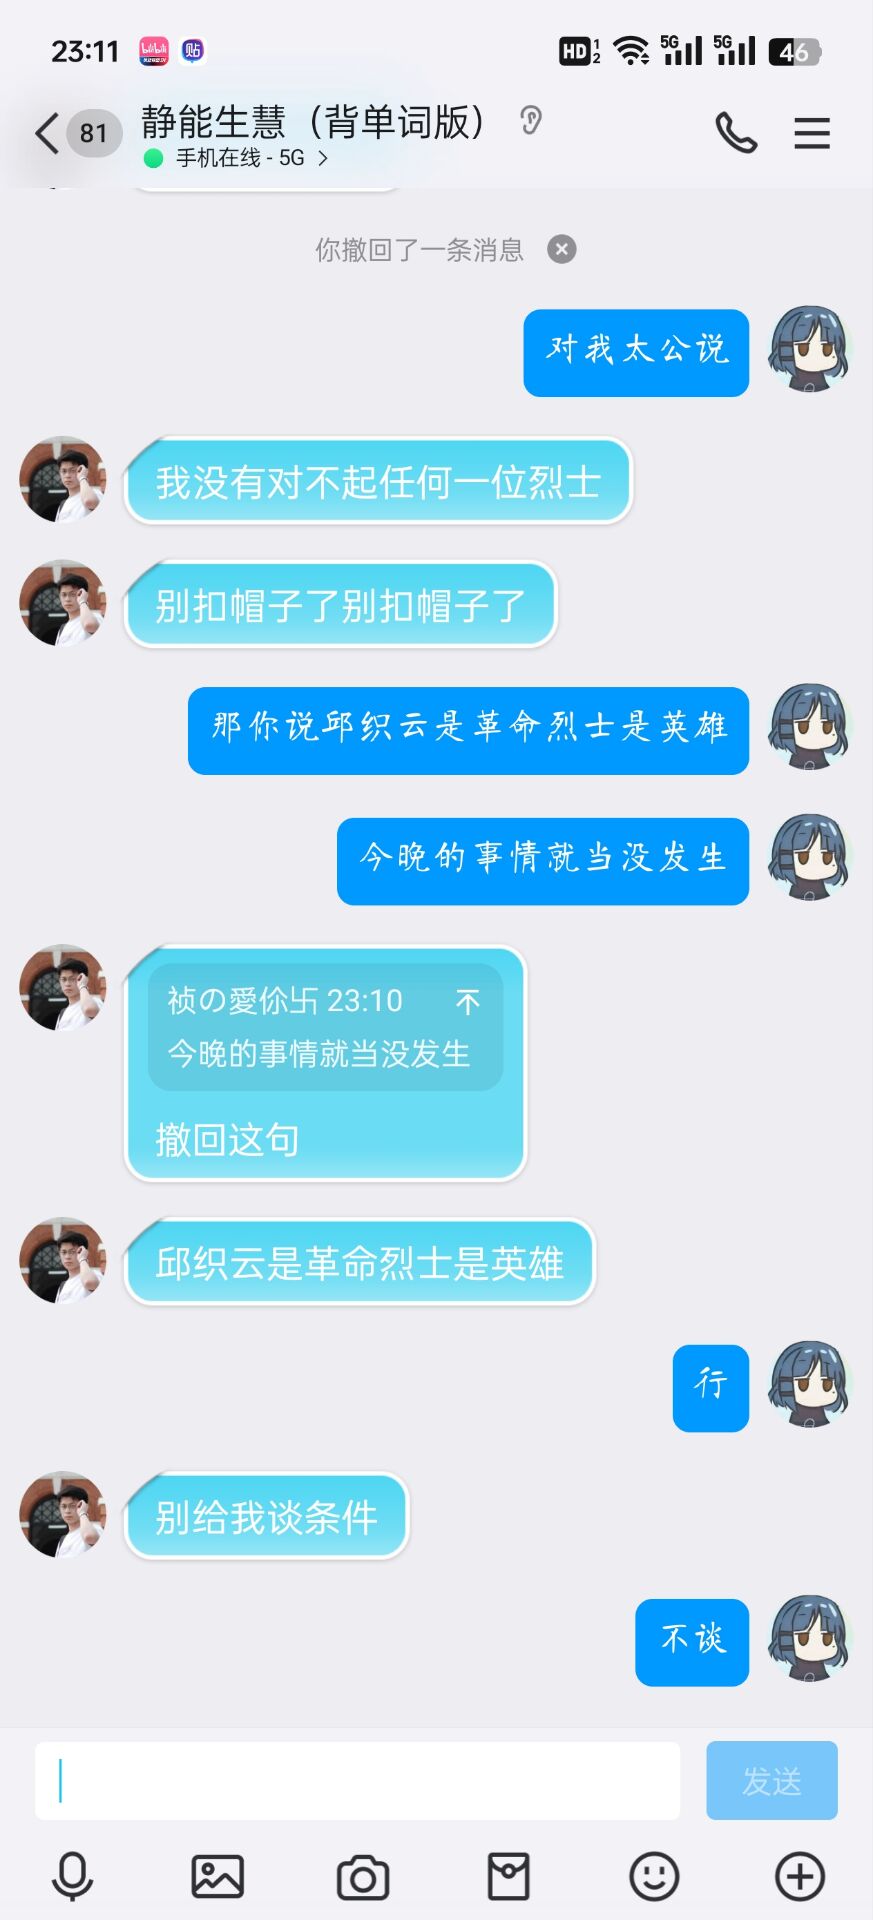 23:11
bilibili
贴
HD 1 2
5G
5G
46
81
静能生慧（背单词版）
手机在线 - 5G
你撤回了一条消息
对我太公说
我没有对不起任何一位烈士
别扣帽子了别扣帽子了
那你说邱织云是革命烈士是英雄
今晚的事情就当没发生
祯の愛伱卐 23:10
今晚的事情就当没发生
撤回这句
邱织云是革命烈士是英雄
行
别给我谈条件
不谈
发送